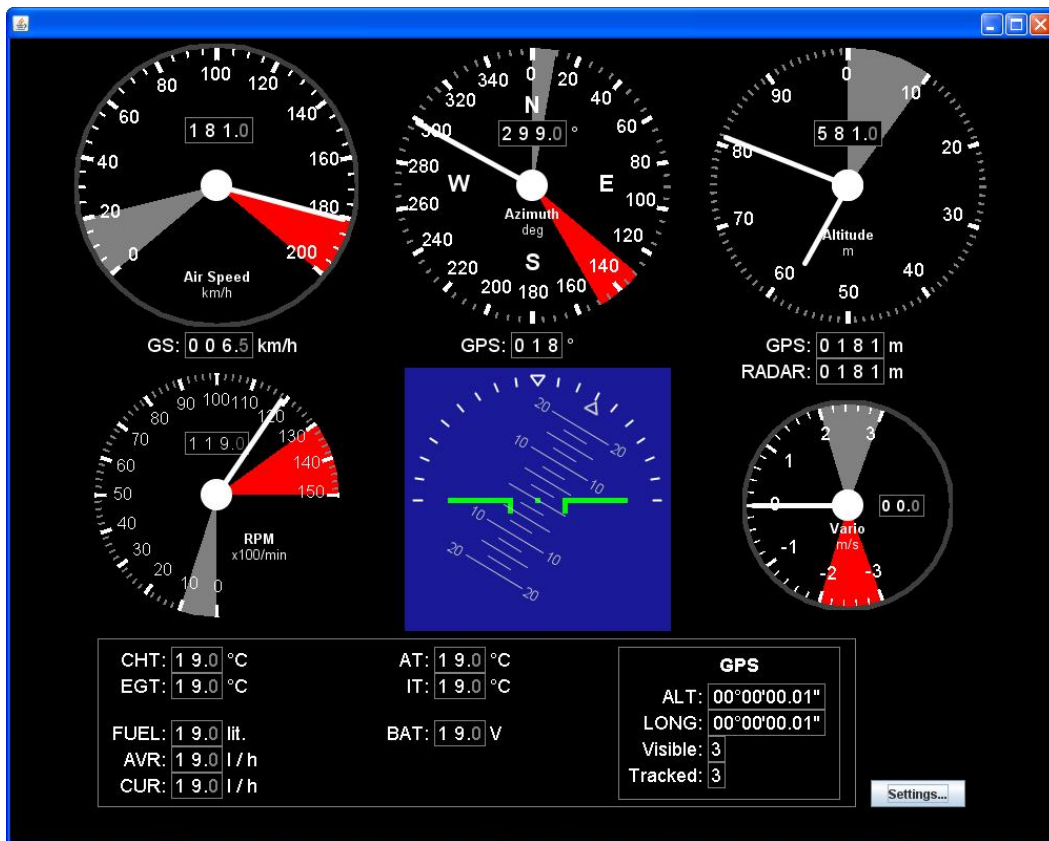 0 20 40 60 80 100 120 140 160 180 200
181.0
Air Speed
km/h
GS: 006.5 km/h
0 20 40 60 80 100 120 140 160 180 200 220 240 260 280 300 320 340
N
E
S
W
299.0 °
Azimuth
deg
GPS: 018 °
0 10 20 30 40 50 60 70 80 90
581.0
Altitude
m
GPS: 0181 m
RADAR: 0181 m
0 10 20 30 40 50 60 70 80 90 100 110 120 130 140 150
119.0
RPM
x100/min
20 20
10 10
10 10
20 20
2 3
1
0
-1
-2 -3
00.0
Vario
m/s
CHT: 19.0 °C
EGT: 19.0 °C
FUEL: 19.0 lit.
AVR: 19.0 l / h
CUR: 19.0 l / h
AT: 19.0 °C
IT: 19.0 °C
BAT: 19.0 V
GPS
ALT: 00°00'00.01"
LONG: 00°00'00.01"
Visible: 3
Tracked: 3
Settings...